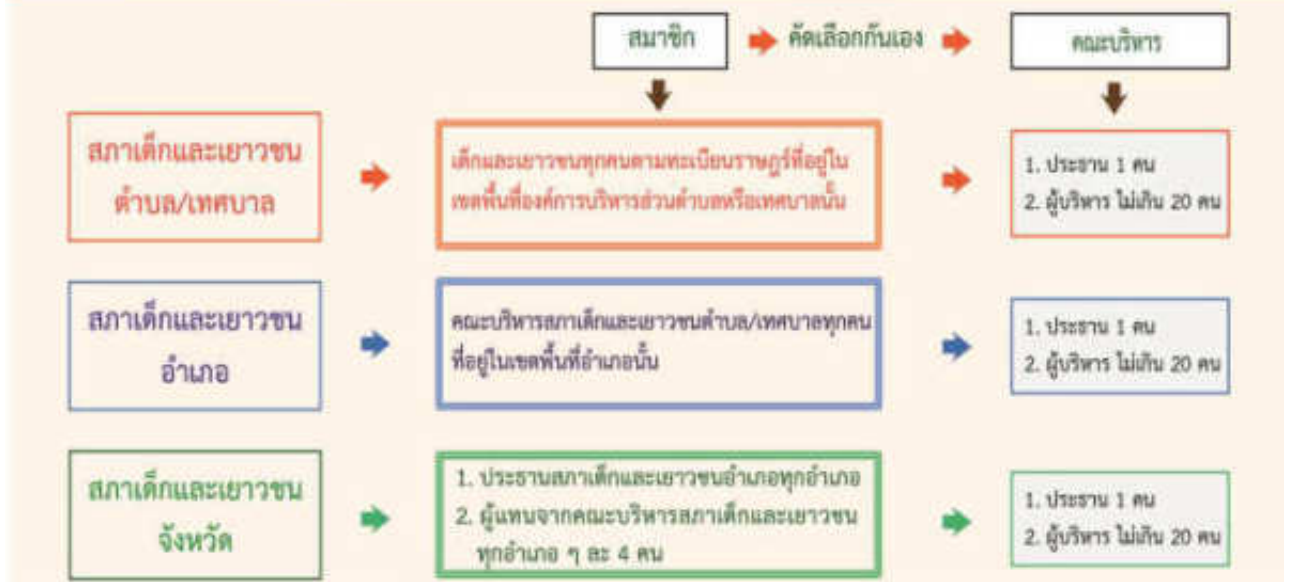 สมาชิก คัดเลือกกันเอง คณะบริหาร
สภาเด็กและเยาวชน
ตำบล/เทศบาล
เด็กและเยาวชนทุกคนตามทะเบียนราษฎร์ที่อยู่ใน
เขตพื้นที่องค์การบริหารส่วนตำบลหรือเทศบาลนั้น
1. ประธาน 1 คน
2. ผู้บริหาร ไม่เกิน 20 คน
สภาเด็กและเยาวชน
อำเภอ
คณะบริหารสภาเด็กและเยาวชนตำบล/เทศบาลทุกคน
ที่อยู่ในเขตพื้นที่อำเภอนั้น
1. ประธาน 1 คน
2. ผู้บริหาร ไม่เกิน 20 คน
สภาเด็กและเยาวชน
จังหวัด
1. ประธานสภาเด็กและเยาวชนอำเภอทุกอำเภอ
2. ผู้แทนจากคณะบริหารสภาเด็กและเยาวชน
ทุกอำเภอ ๆ ละ 4 คน
1. ประธาน 1 คน
2. ผู้บริหาร ไม่เกิน 20 คน